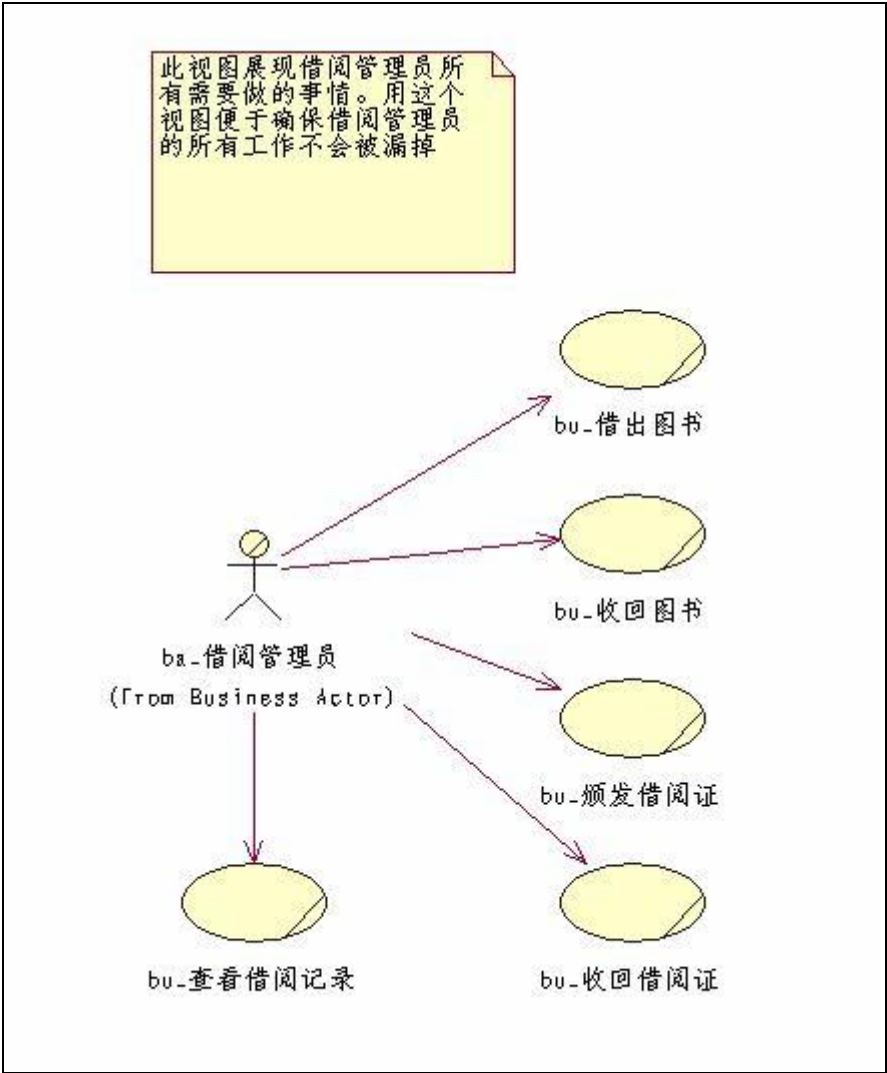 此视图展现借阅管理员所
有需要做的事情。用这个
视图便于确保借阅管理员
的所有工作不会被漏掉
bu_借出图书
bu_收回图书
ba_借阅管理员
(from Business Actor)
bu_颁发借阅证
bu_查看借阅记录
bu_收回借阅证